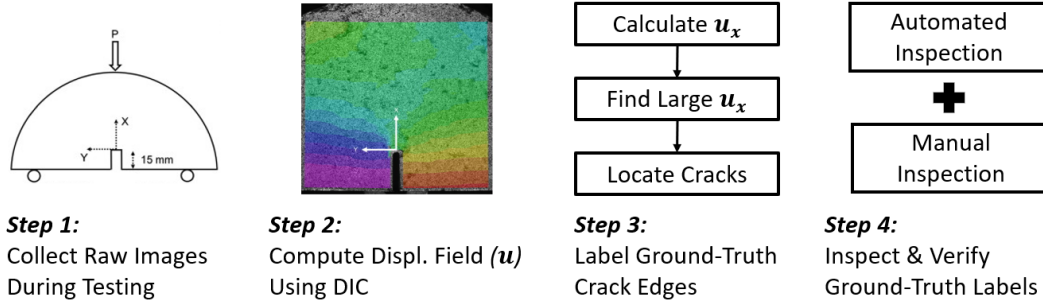 P
X
Y
15 mm
X
Y
Calculate u_x
Find Large u_x
Locate Cracks
Automated
Inspection
Manual
Inspection
Step 1:
Collect Raw Images
During Testing
Step 2:
Compute Displ. Field (u)
Using DIC
Step 3:
Label Ground-Truth
Crack Edges
Step 4:
Inspect & Verify
Ground-Truth Labels